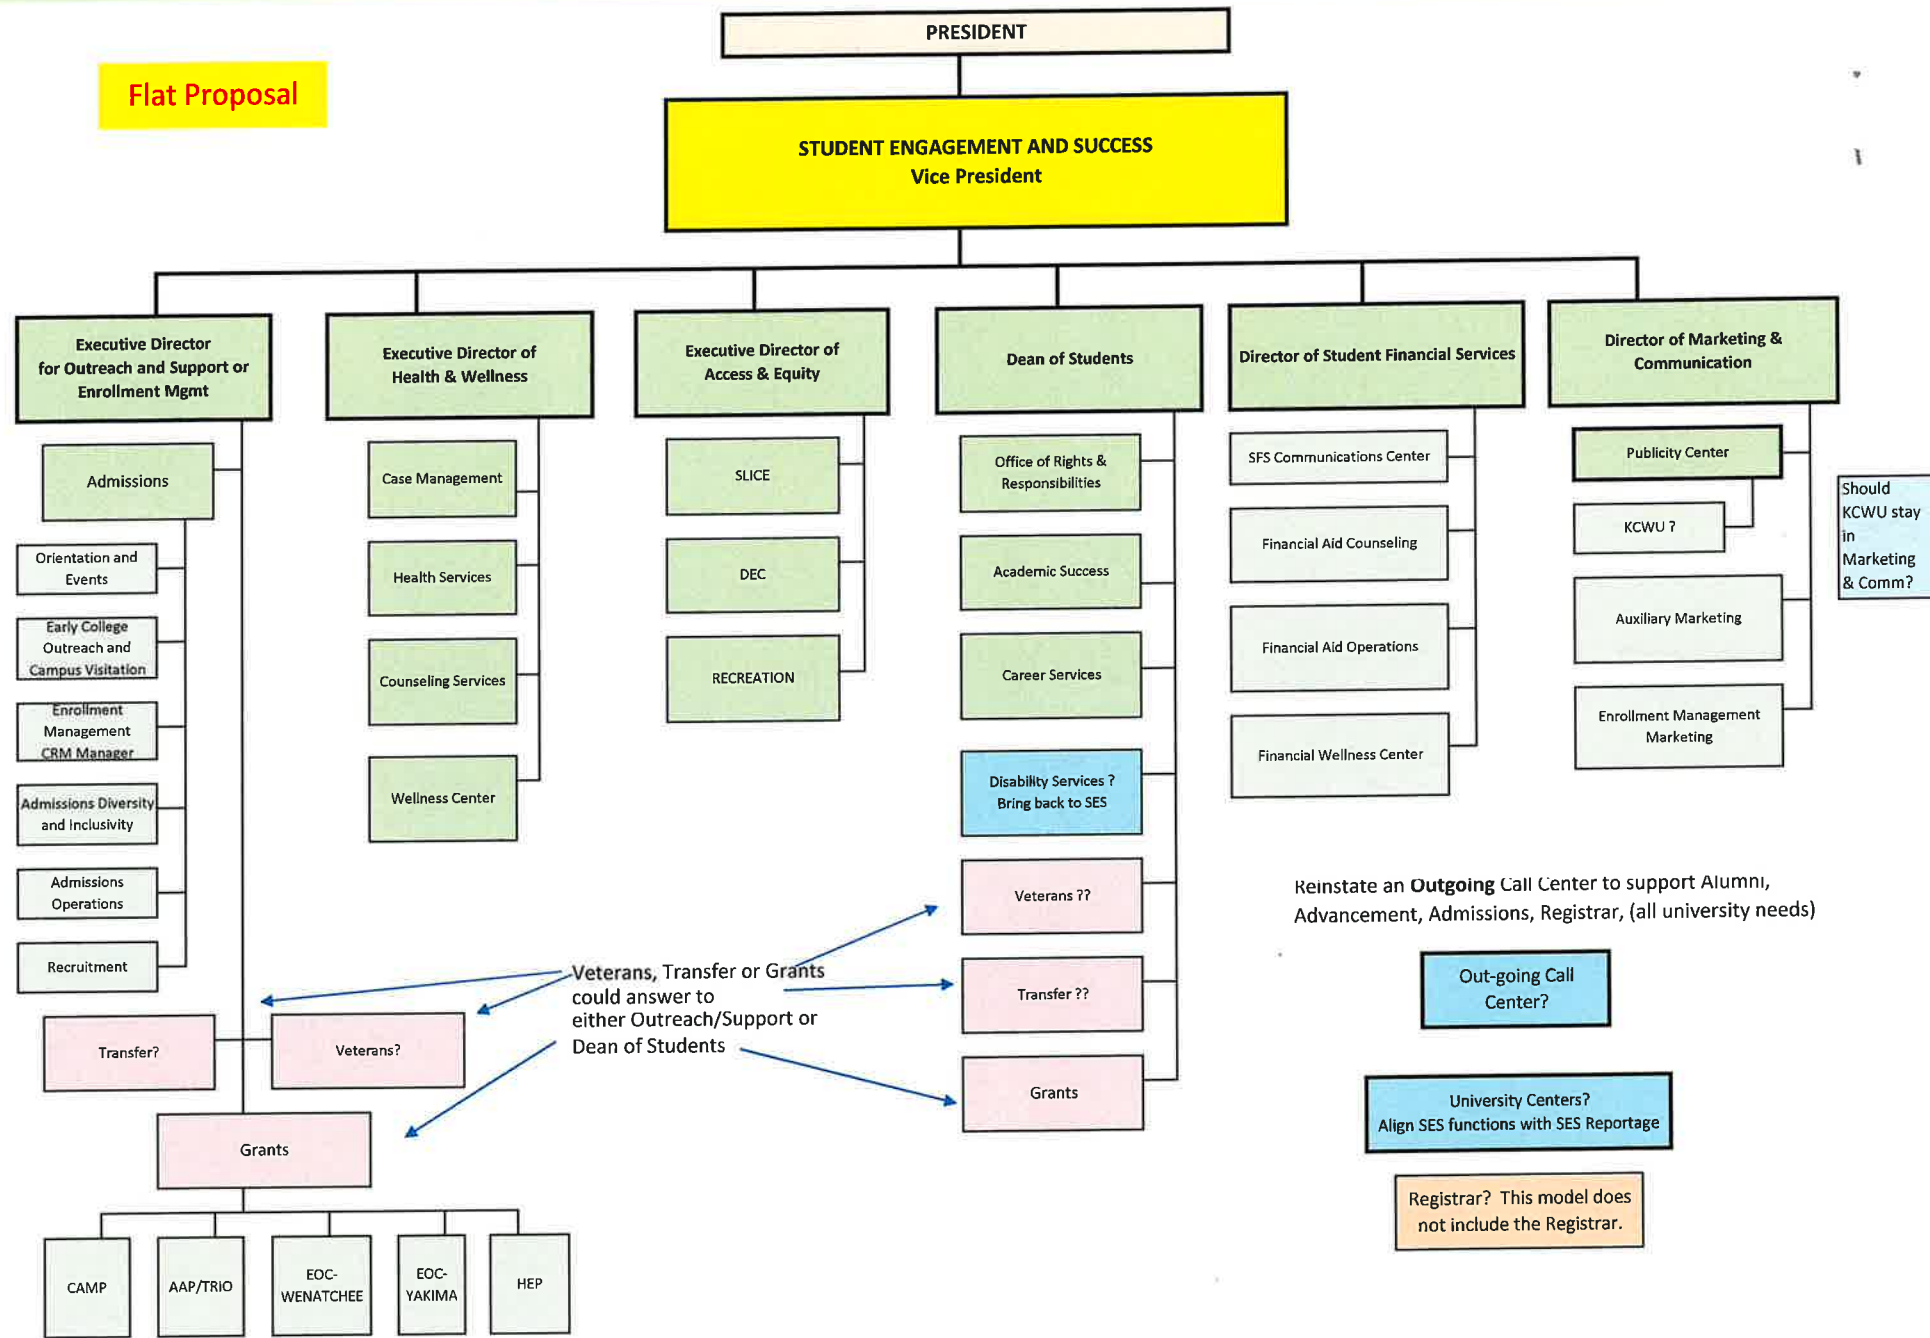 PRESIDENT
Flat Proposal
STUDENT ENGAGEMENT AND SUCCESS
Vice President
Executive Director
for Outreach and Support or
Enrollment Mgmt
Executive Director of
Health & Wellness
Executive Director of
Access & Equity
Dean of Students
Director of Student Financial Services
Director of Marketing &
Communication
Admissions
Orientation and
Events
Early College
Outreach and
Campus Visitation
Enrollment
Management
CRM Manager
Admissions Diversity
and Inclusivity
Admissions
Operations
Recruitment
Transfer?
Veterans?
Grants
CAMP
AAP/TRIO
EOC-
WENATCHEE
EOC-
YAKIMA
HEP
Case Management
Health Services
Counseling Services
Wellness Center
SLICE
DEC
RECREATION
Office of Rights &
Responsibilities
Academic Success
Career Services
Disability Services ?
Bring back to SES
Veterans ??
Transfer ??
Grants
Veterans, Transfer or Grants
could answer to
either Outreach/Support or
Dean of Students
SFS Communications Center
Financial Aid Counseling
Financial Aid Operations
Financial Wellness Center
Publicity Center
KCWU ?
Auxiliary Marketing
Enrollment Management
Marketing
Should
KCWU stay
in
Marketing
& Comm?
Reinstate an Outgoing Call Center to support Alumni,
Advancement, Admissions, Registrar, (all university needs)
Out-going Call
Center?
University Centers?
Align SES functions with SES Reportage
Registrar? This model does
not include the Registrar.